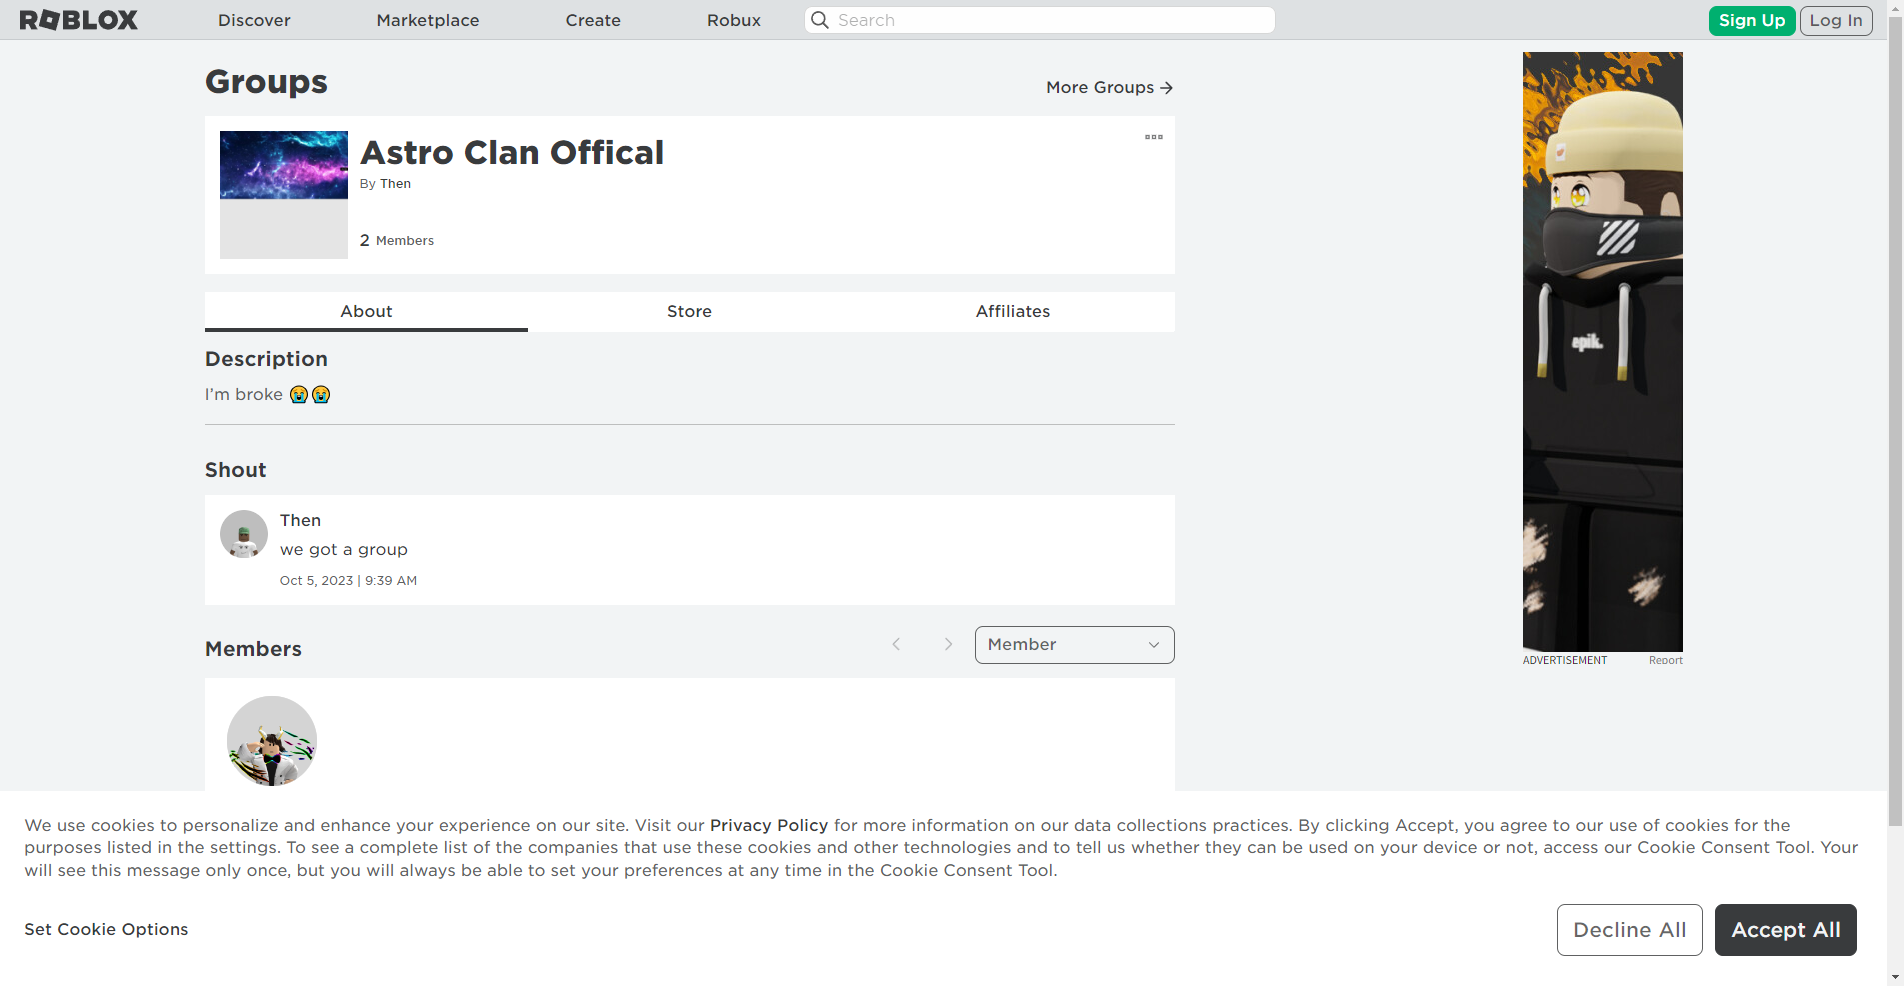 ROBLOX
Discover
Marketplace
Create
Robux
Search
Sign Up
Log In
Groups
More Groups
Astro Clan Offical
By Then
2 Members
About
Store
Affiliates
Description
I'm broke 😭😭
Shout
Then
we got a group
Oct 5, 2023 | 9:39 AM
Members
Member
epik.
ADVERTISEMENT
Report
We use cookies to personalize and enhance your experience on our site. Visit our Privacy Policy for more information on our data collections practices. By clicking Accept, you agree to our use of cookies for the
purposes listed in the settings. To see a complete list of the companies that use these cookies and other technologies and to tell us whether they can be used on your device or not, access our Cookie Consent Tool. Your
will see this message only once, but you will always be able to set your preferences at any time in the Cookie Consent Tool.
Set Cookie Options
Decline All
Accept All